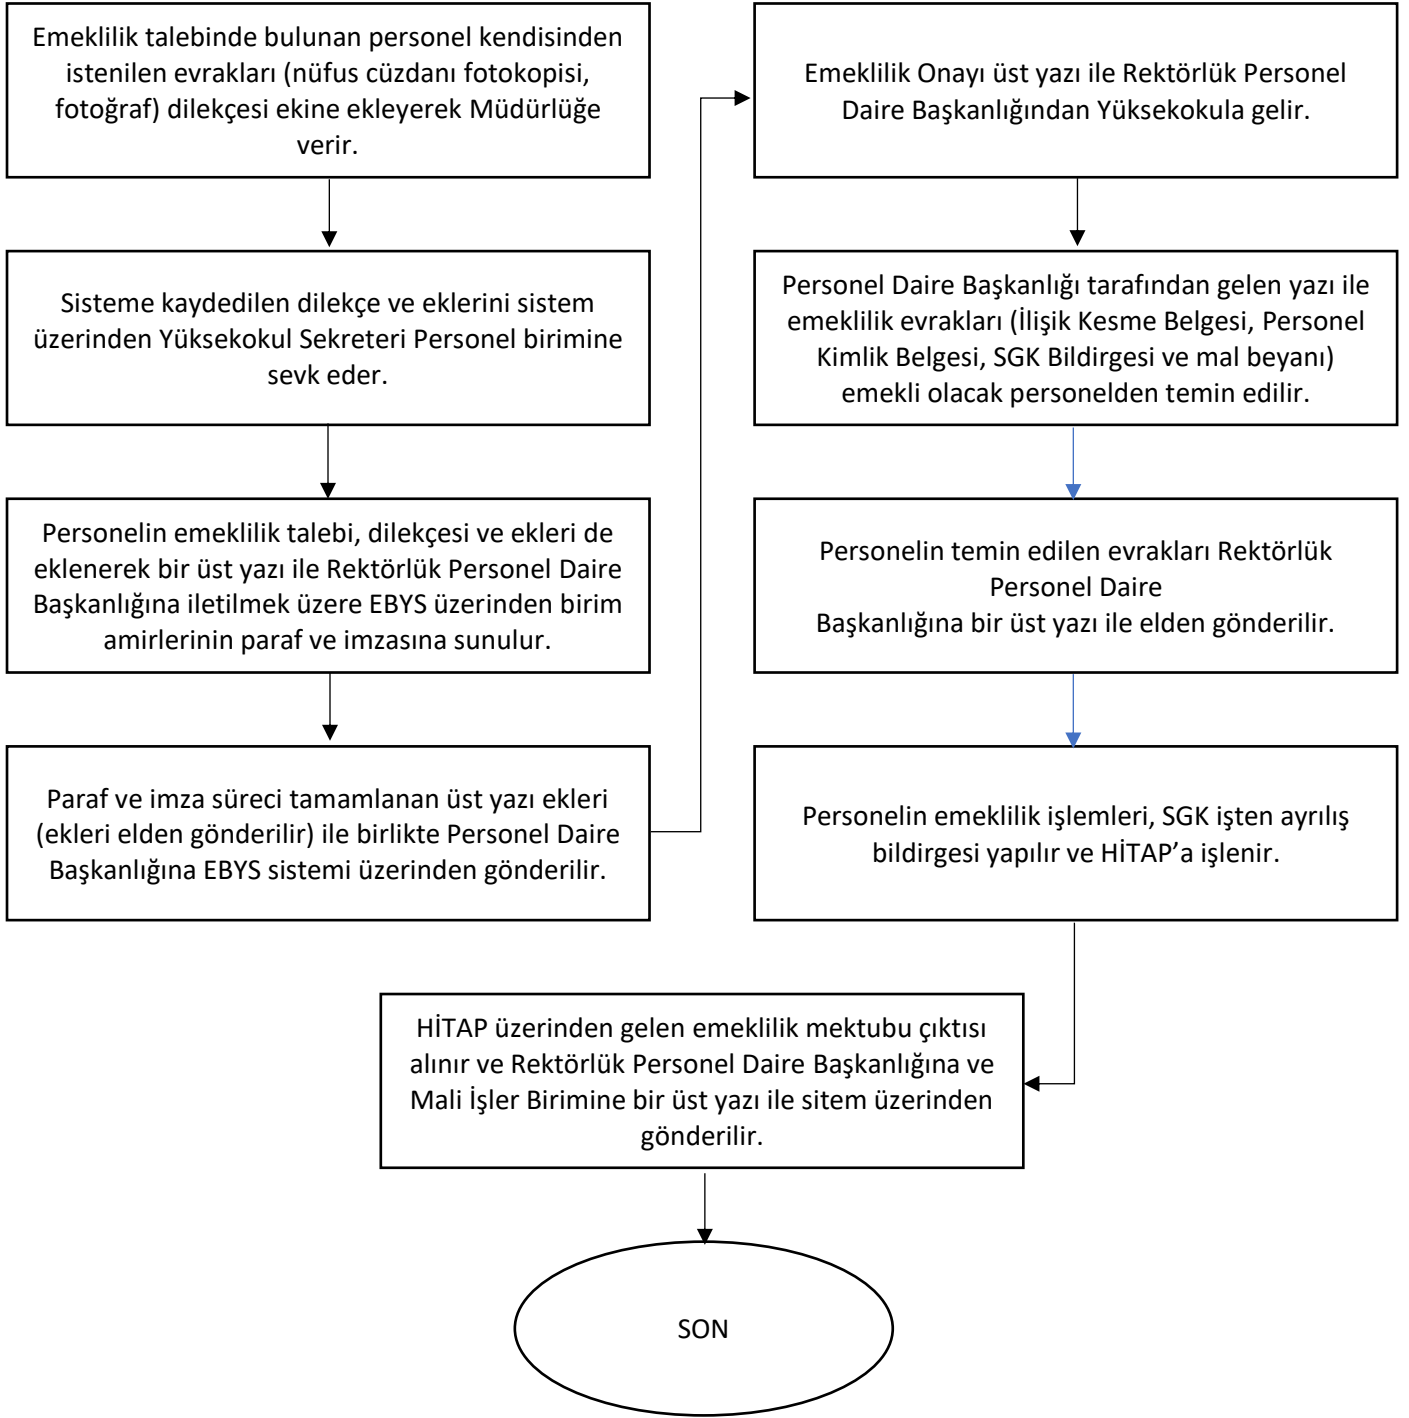 Emeklilik talebinde bulunan personel kendisinden
istenilen evrakları (nüfus cüzdanı fotokopisi,
fotoğraf) dilekçesi ekine ekleyerek Müdürlüğe
verir.
Sisteme kaydedilen dilekçe ve eklerini sistem
üzerinden Yüksekokul Sekreteri Personel birimine
sevk eder.
Personelin emeklilik talebi, dilekçesi ve ekleri de
eklenerek bir üst yazı ile Rektörlük Personel Daire
Başkanlığına iletilmek üzere EBYS üzerinden birim
amirlerinin paraf ve imzasına sunulur.
Paraf ve imza süreci tamamlanan üst yazı ekleri
(ekleri elden gönderilir) ile birlikte Personel Daire
Başkanlığına EBYS sistemi üzerinden gönderilir.
Emeklilik Onayı üst yazı ile Rektörlük Personel
Daire Başkanlığından Yüksekokula gelir.
Personel Daire Başkanlığı tarafından gelen yazı ile
emeklilik evrakları (İlişik Kesme Belgesi, Personel
Kimlik Belgesi, SGK Bildirgesi ve mal beyanı)
emekli olacak personelden temin edilir.
Personelin temin edilen evrakları Rektörlük
Personel Daire
Başkanlığına bir üst yazı ile elden gönderilir.
Personelin emeklilik işlemleri, SGK işten ayrılış
bildirgesi yapılır ve HİTAP’a işlenir.
HİTAP üzerinden gelen emeklilik mektubu çıktısı
alınır ve Rektörlük Personel Daire Başkanlığına ve
Mali İşler Birimine bir üst yazı ile sitem üzerinden
gönderilir.
SON